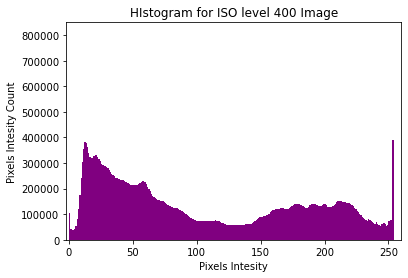 HIstogram for ISO level 400 Image
800000
700000
600000
500000
400000
300000
200000
100000
0
Pixels Intesity Count
0 50 100 150 200 250
Pixels Intesity